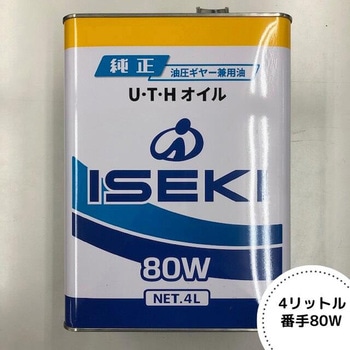 純正 油圧ギヤー兼用油
U・T・H オイル
ISEKI
80W
NET.4L
4リットル
番手80W